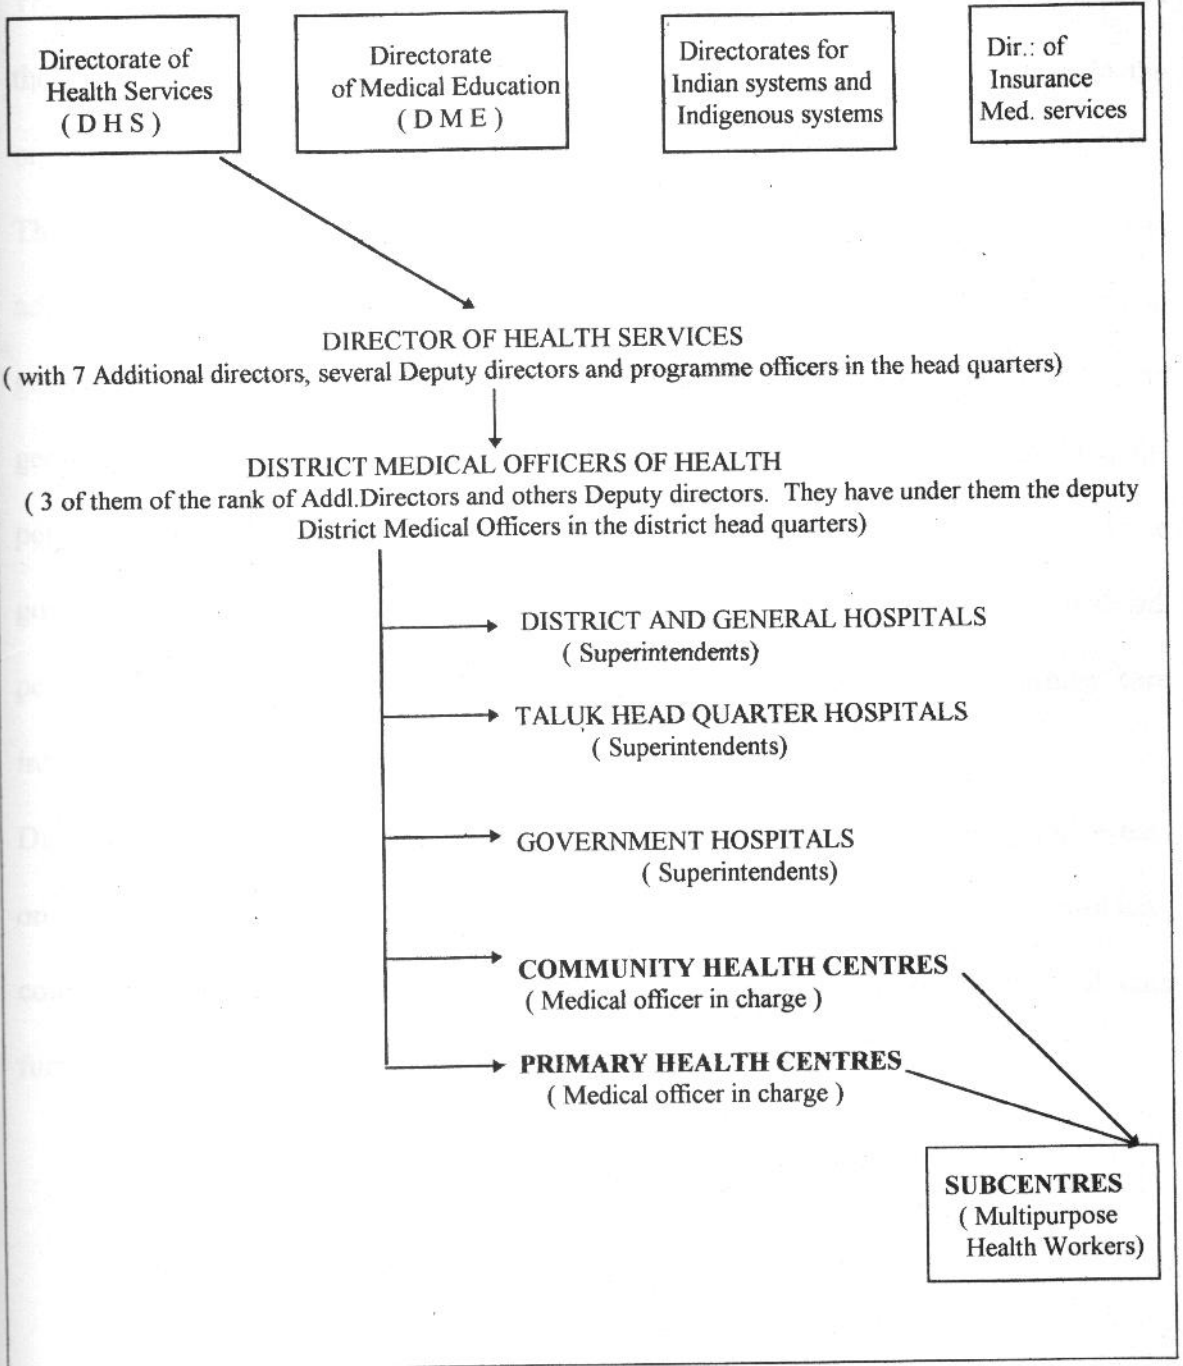 Directorate of
Health Services
( D H S )
Directorate
of Medical Education
( D M E )
Directorates for
Indian systems and
Indigenous systems
Dir.: of
Insurance
Med. services
DIRECTOR OF HEALTH SERVICES
( with 7 Additional directors, several Deputy directors and programme officers in the head quarters)
DISTRICT MEDICAL OFFICERS OF HEALTH
( 3 of them of the rank of Addl.Directors and others Deputy directors. They have under them the deputy
District Medical Officers in the district head quarters)
DISTRICT AND GENERAL HOSPITALS
( Superintendents)
TALUK HEAD QUARTER HOSPITALS
( Superintendents)
GOVERNMENT HOSPITALS
( Superintendents)
COMMUNITY HEALTH CENTRES
( Medical officer in charge )
PRIMARY HEALTH CENTRES
( Medical officer in charge )
SUBCENTRES
( Multipurpose
Health Workers)